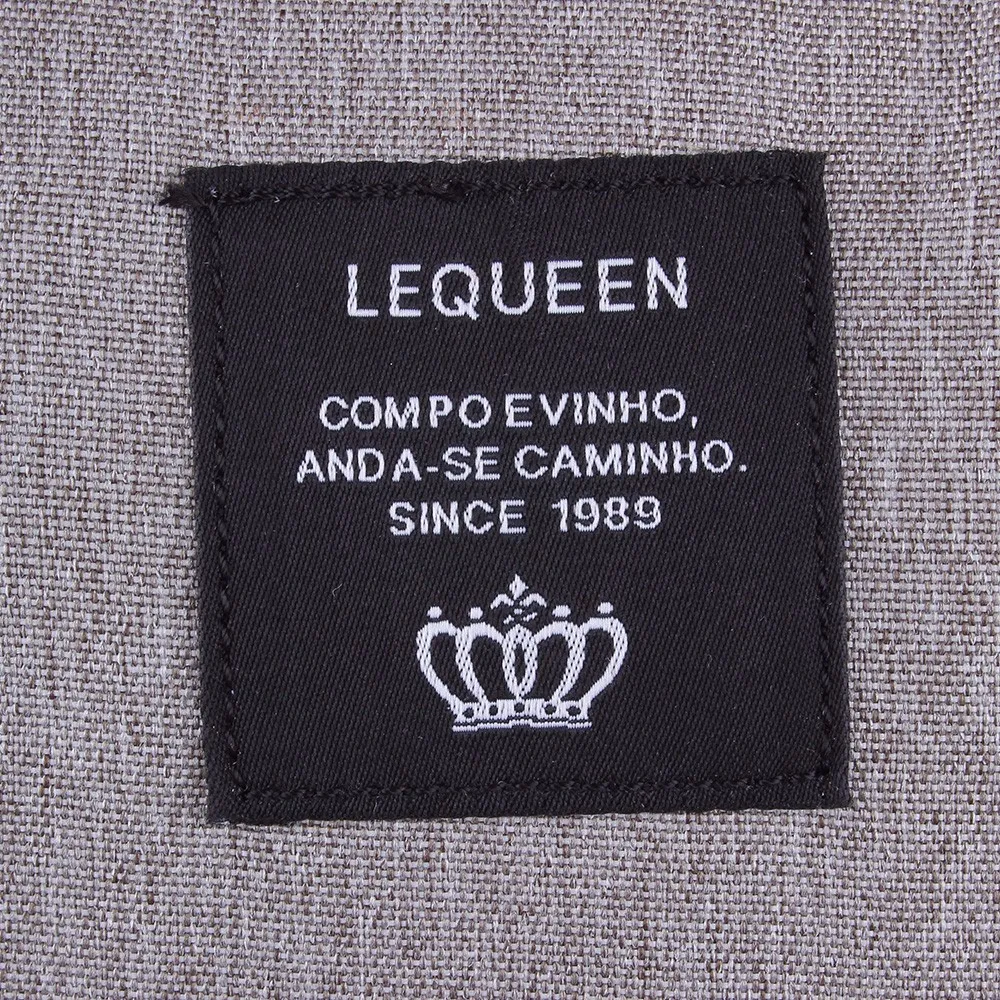 LEQUEEN
COMPO EVINHO,
ANDA-SE CAMINHO.
SINCE 1989